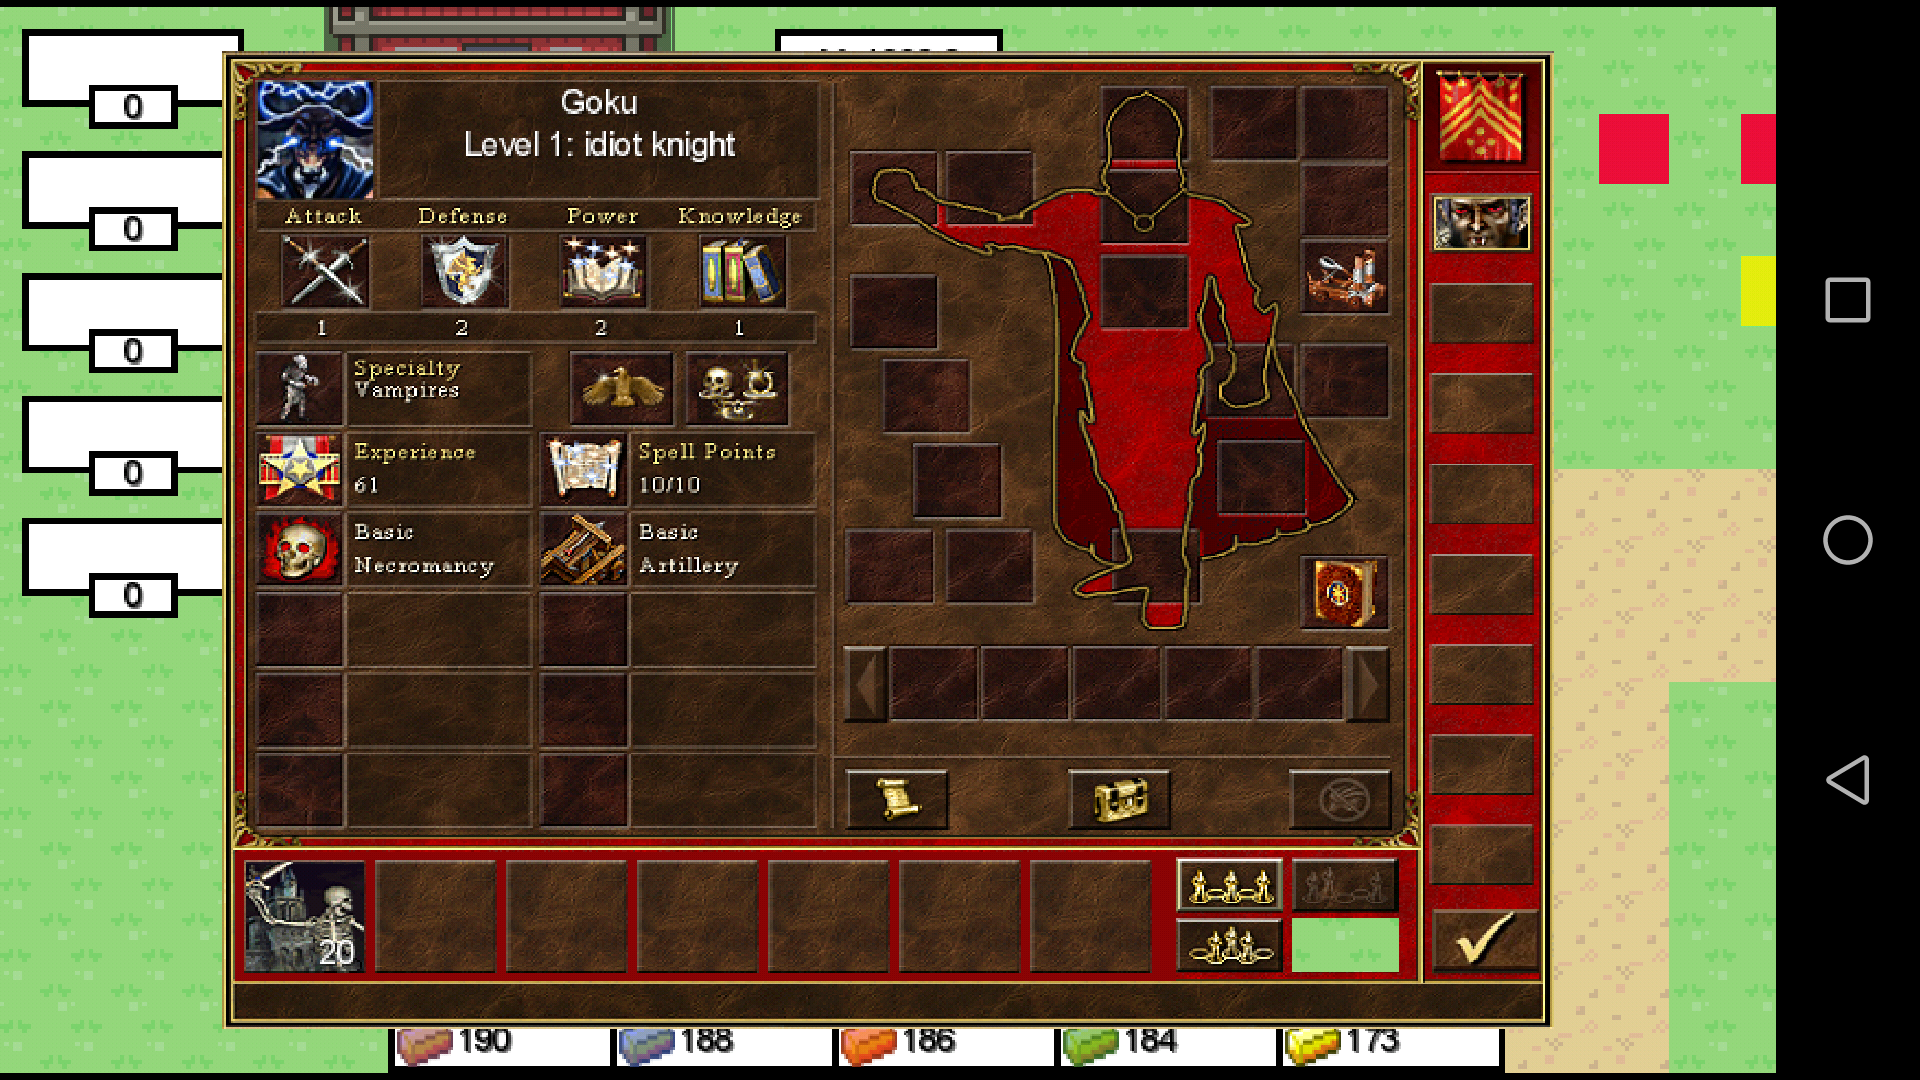 0
0
0
0
0
Goku
Level 1: idiot knight
Attack Defense Power Knowledge
1 2 2 1
Specialty
Vampires
Experience
61
Spell Points
10/10
Basic
Necromancy
Basic
Artillery
20
190 188 186 184 173